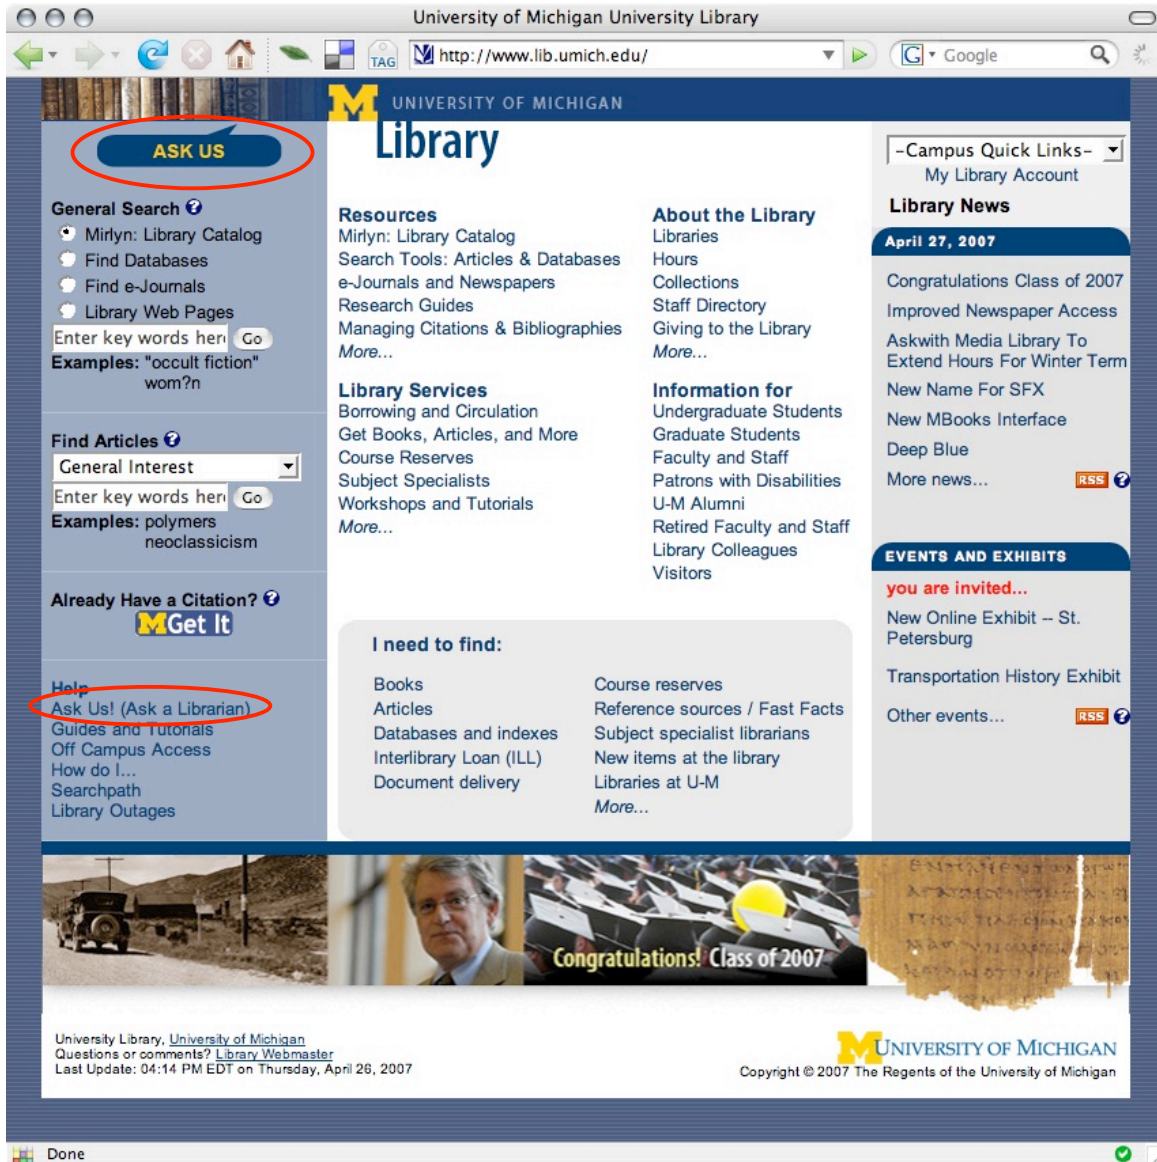 University of Michigan University Library
TAG
http://www.lib.umich.edu/
G
Google
M UNIVERSITY OF MICHIGAN
Library
ASK US
General Search ?
Mirlyn: Library Catalog
Find Databases
Find e-Journals
Library Web Pages
Enter key words her
Go
Examples: "occult fiction"
wom?n
Find Articles ?
General Interest
Enter key words her
Go
Examples: polymers
neoclassicism
Already Have a Citation? ?
MGet It
Help
Ask Us! (Ask a Librarian)
Guides and Tutorials
Off Campus Access
How do I...
Searchpath
Library Outages
Resources
Mirlyn: Library Catalog
Search Tools: Articles & Databases
e-Journals and Newspapers
Research Guides
Managing Citations & Bibliographies
More...
Library Services
Borrowing and Circulation
Get Books, Articles, and More
Course Reserves
Subject Specialists
Workshops and Tutorials
More...
About the Library
Libraries
Hours
Collections
Staff Directory
Giving to the Library
More...
Information for
Undergraduate Students
Graduate Students
Faculty and Staff
Patrons with Disabilities
U-M Alumni
Retired Faculty and Staff
Library Colleagues
Visitors
I need to find:
Books
Articles
Databases and indexes
Interlibrary Loan (ILL)
Document delivery
Course reserves
Reference sources / Fast Facts
Subject specialist librarians
New items at the library
Libraries at U-M
More...
-Campus Quick Links-
My Library Account
Library News
April 27, 2007
Congratulations Class of 2007
Improved Newspaper Access
Askwith Media Library To
Extend Hours For Winter Term
New Name For SFX
New MBooks Interface
Deep Blue
More news...
RSS ?
EVENTS AND EXHIBITS
you are invited...
New Online Exhibit -- St.
Petersburg
Transportation History Exhibit
Other events...
RSS ?
Congratulations! Class of 2007
University Library, University of Michigan
Questions or comments? Library Webmaster
Last Update: 04:14 PM EDT on Thursday, April 26, 2007
M UNIVERSITY OF MICHIGAN
Copyright © 2007 The Regents of the University of Michigan
Done